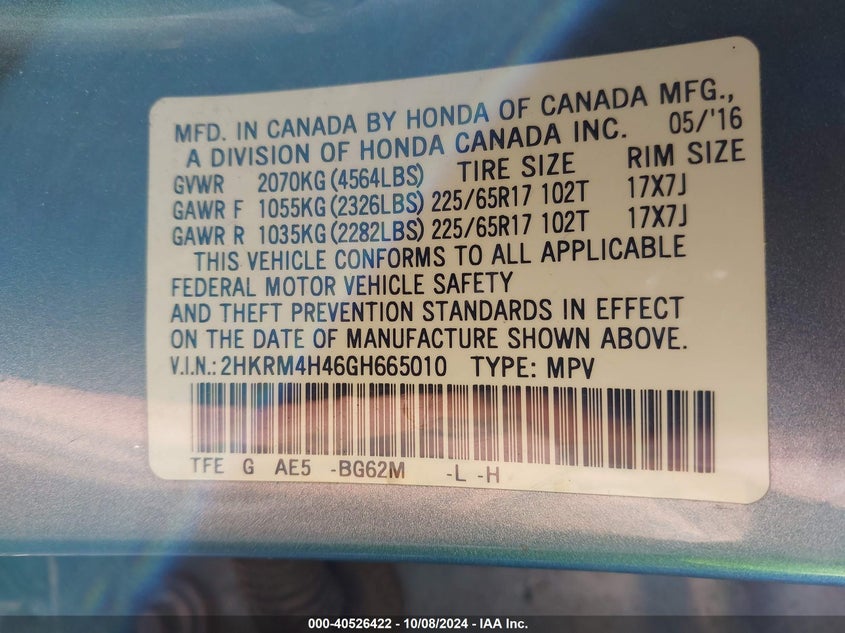 MFD. IN CANADA BY HONDA OF CANADA MFG.,
A DIVISION OF HONDA CANADA INC. 05/'16
GVWR 2070KG (4564LBS) TIRE SIZE RIM SIZE
GAWR F 1055KG (2326LBS) 225/65R17 102T 17X7J
GAWR R 1035KG (2282LBS) 225/65R17 102T 17X7J
THIS VEHICLE CONFORMS TO ALL APPLICABLE
FEDERAL MOTOR VEHICLE SAFETY
AND THEFT PREVENTION STANDARDS IN EFFECT
ON THE DATE OF MANUFACTURE SHOWN ABOVE.
V.I.N.: 2HKRM4H46GH665010 TYPE: MPV
TFE G AE5 -BG62M -L -H
000-40526422 - 10/08/2024 - IAA Inc.